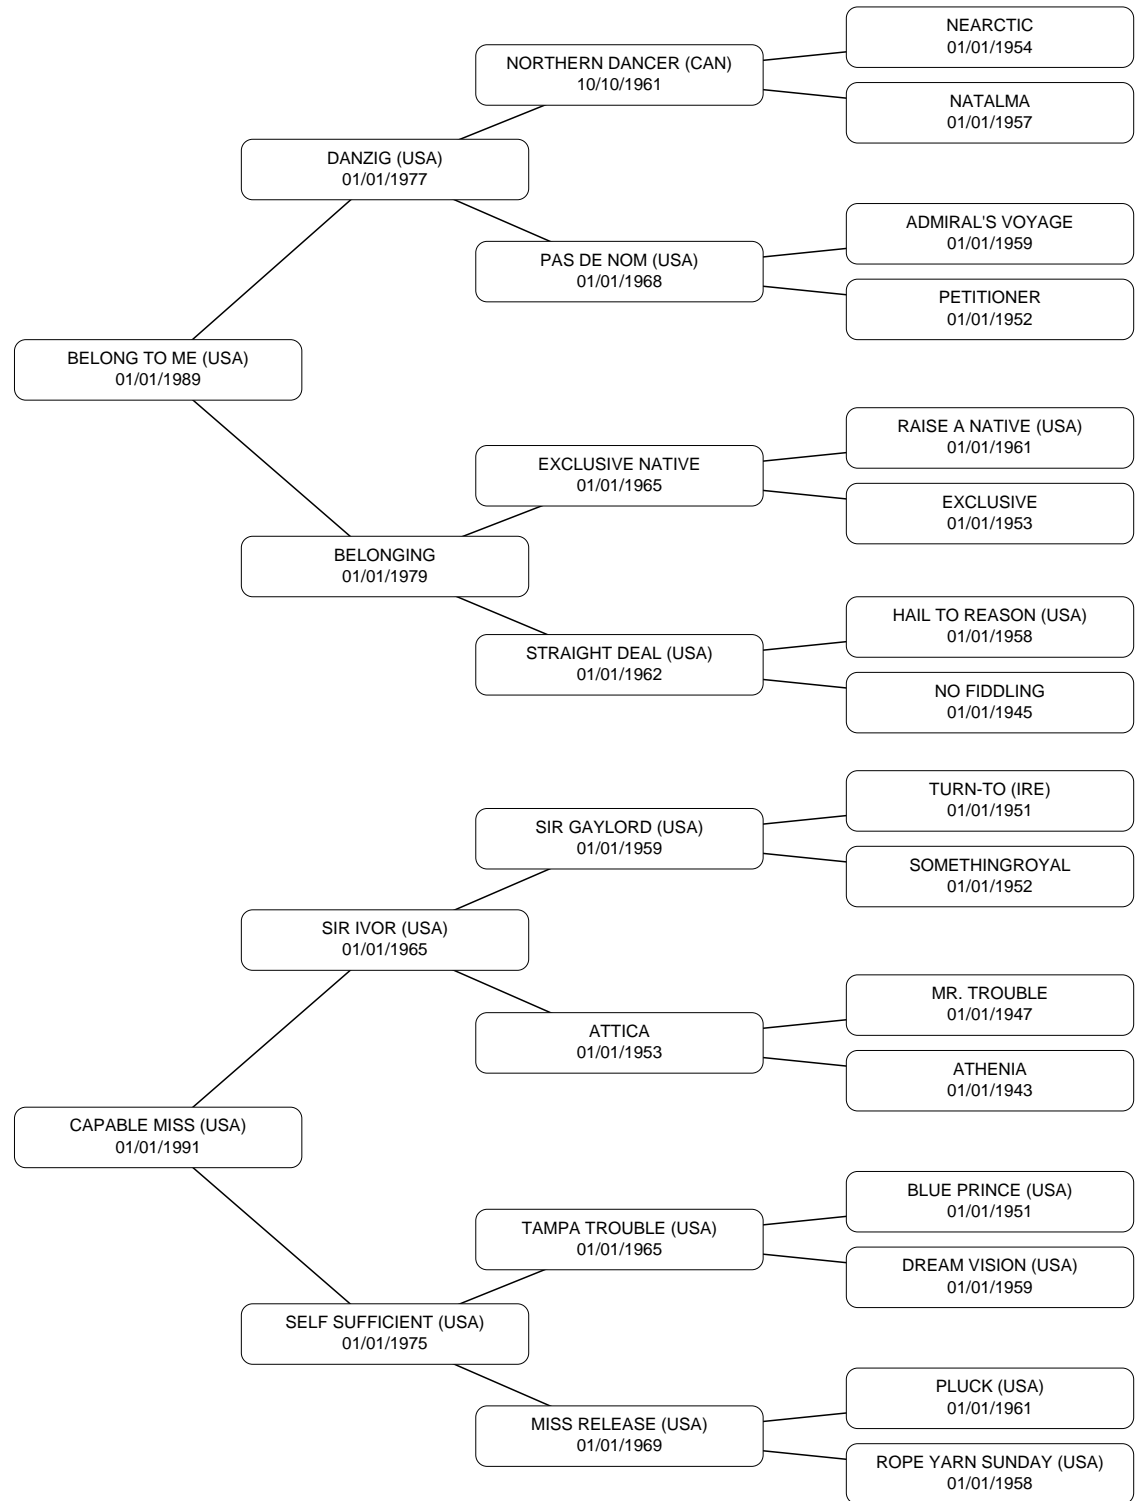 NEARCTIC
01/01/1954
NORTHERN DANCER (CAN)
10/10/1961
NATALMA
01/01/1957
DANZIG (USA)
01/01/1977
ADMIRAL'S VOYAGE
01/01/1959
PAS DE NOM (USA)
01/01/1968
PETITIONER
01/01/1952
BELONG TO ME (USA)
01/01/1989
RAISE A NATIVE (USA)
01/01/1961
EXCLUSIVE NATIVE
01/01/1965
EXCLUSIVE
01/01/1953
BELONGING
01/01/1979
HAIL TO REASON (USA)
01/01/1958
STRAIGHT DEAL (USA)
01/01/1962
NO FIDDLING
01/01/1945
TURN-TO (IRE)
01/01/1951
SIR GAYLORD (USA)
01/01/1959
SOMETHINGROYAL
01/01/1952
SIR IVOR (USA)
01/01/1965
MR. TROUBLE
01/01/1947
ATTICA
01/01/1953
ATHENIA
01/01/1943
CAPABLE MISS (USA)
01/01/1991
BLUE PRINCE (USA)
01/01/1951
TAMPA TROUBLE (USA)
01/01/1965
DREAM VISION (USA)
01/01/1959
SELF SUFFICIENT (USA)
01/01/1975
PLUCK (USA)
01/01/1961
MISS RELEASE (USA)
01/01/1969
ROPE YARN SUNDAY (USA)
01/01/1958